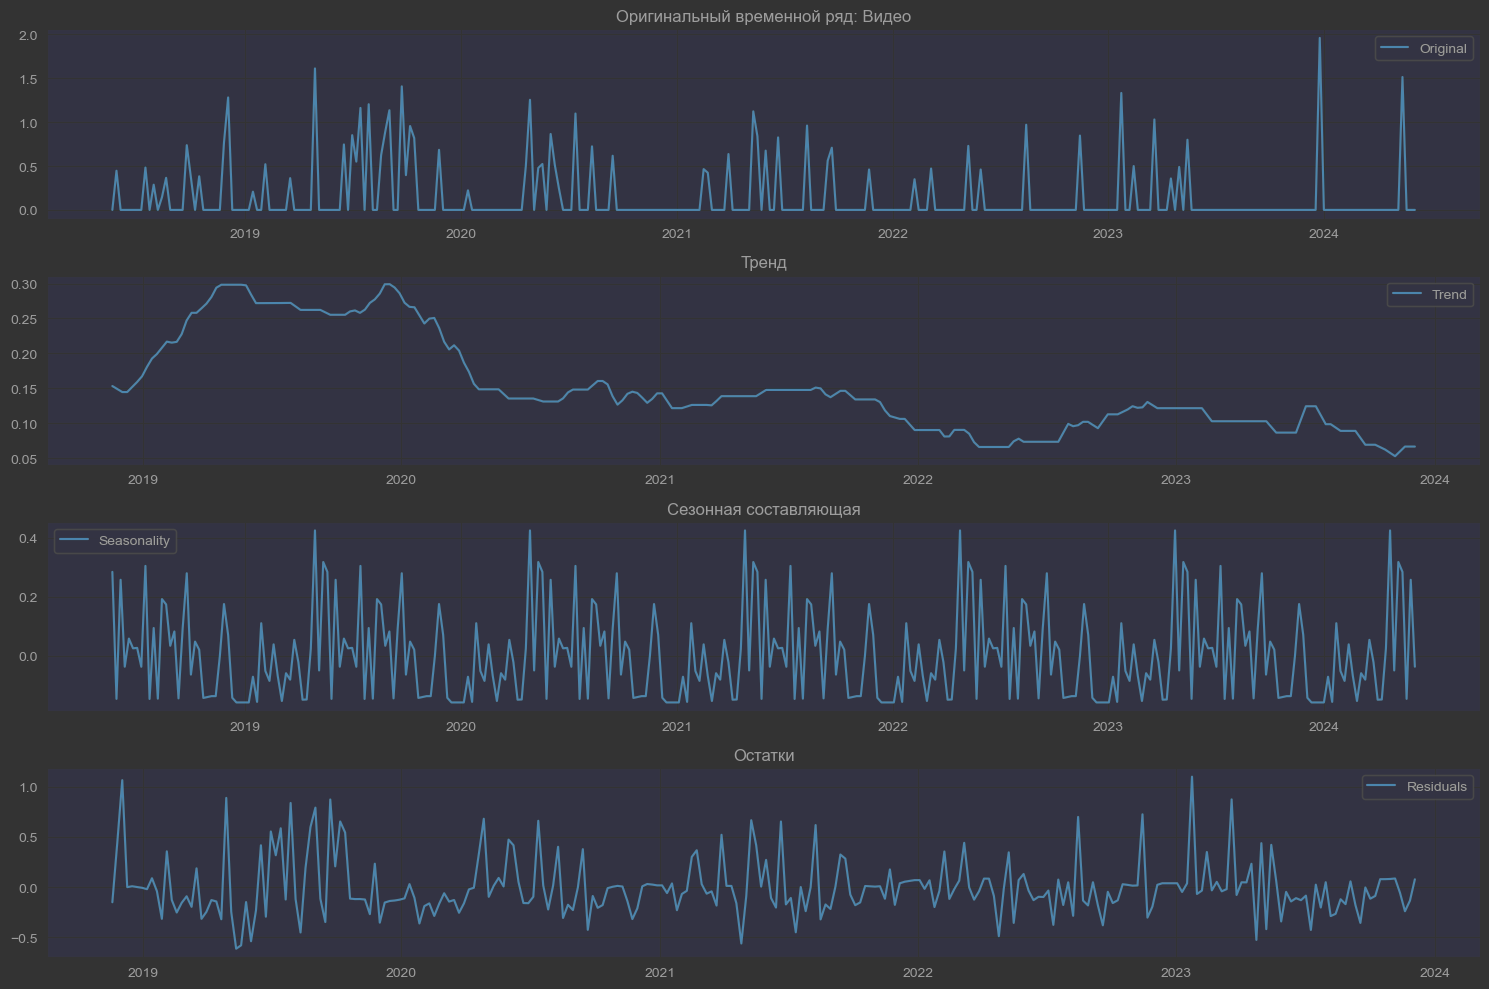 Оригинальный временной ряд: Видео
Original
2.0
1.5
1.0
0.5
0.0
2019 2020 2021 2022 2023 2024
Тренд
Trend
0.30
0.25
0.20
0.15
0.10
0.05
2019 2020 2021 2022 2023 2024
Сезонная составляющая
Seasonality
0.4
0.2
0.0
2019 2020 2021 2022 2023 2024
Остатки
Residuals
1.0
0.5
0.0
−0.5
2019 2020 2021 2022 2023 2024